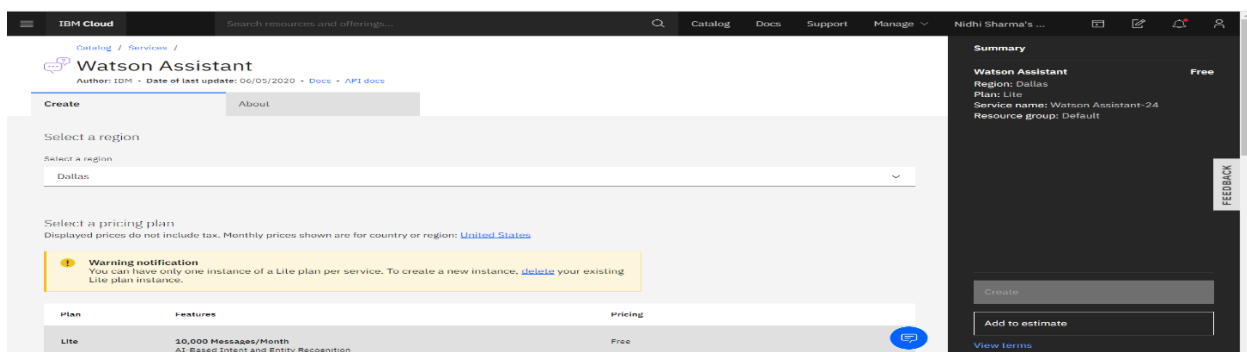 IBM Cloud
Search resources and offerings...
Catalog
Docs
Support
Manage
Nidhi Sharma's ...
Catalog / Services /
Watson Assistant
Author: IBM • Date of last update: 06/05/2020 • Docs • API docs
Create
About
Select a region
Select a region
Dallas
Select a pricing plan
Displayed prices do not include tax. Monthly prices shown are for country or region: United States
Warning notification
You can have only one instance of a Lite plan per service. To create a new instance, delete your existing
Lite plan instance.
Plan Features Pricing
Lite 10,000 Messages/Month Free
AI-Based Intent and Entity Recognition
Summary
Watson Assistant Free
Region: Dallas
Plan: Lite
Service name: Watson Assistant-24
Resource group: Default
FEEDBACK
Create
Add to estimate
View terms